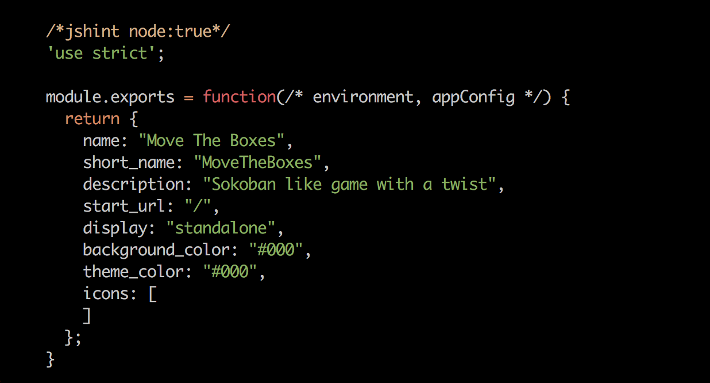 /*jshint node:true*/
'use strict';

module.exports = function(/* environment, appConfig */) {
  return {
    name: "Move The Boxes",
    short_name: "MoveTheBoxes",
    description: "Sokoban like game with a twist",
    start_url: "/",
    display: "standalone",
    background_color: "#000",
    theme_color: "#000",
    icons: [
    ]
  };
}